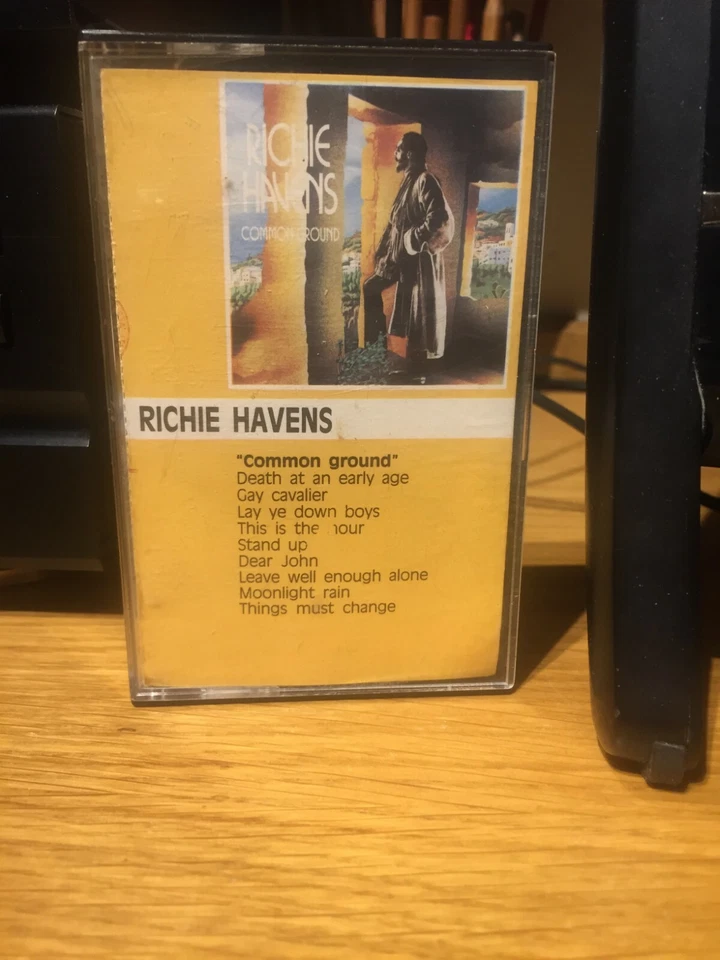 RICHIE
HAVENS
COMMON GROUND
RICHIE HAVENS
"Common ground"
Death at an early age
Gay cavalier
Lay ye down boys
This is the hour
Stand up
Dear John
Leave well enough alone
Moonlight rain
Things must change